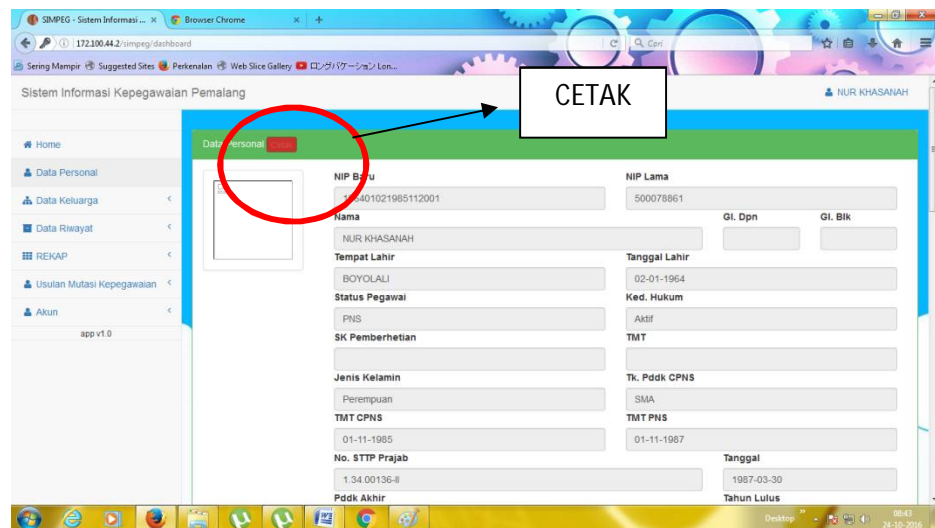 SIMPEG - Sistem Informasi ... × Browser Chrome × +
172.100.44.2/simpeg/dashboard Cari
Sering Mampir Suggested Sites Perkenalan Web Slice Gallery ロンヴバケーション Lon...
Sistem Informasi Kepegawaian Pemalang NUR KHASANAH
CETAK
Home
Data Personal
Data Keluarga
Data Riwayat
REKAP
Usulan Mutasi Kepegawaian
Akun
app v1.0
Data Personal Cetak
NIP Baru NIP Lama
196401021985112001 500078861
Nama Gl. Dpn Gl. Blk
NUR KHASANAH
Tempat Lahir Tanggal Lahir
BOYOLALI 02-01-1964
Status Pegawai Ked. Hukum
PNS Aktif
SK Pemberhetian TMT
Jenis Kelamin Tk. Pddk CPNS
Perempuan SMA
TMT CPNS TMT PNS
01-11-1985 01-11-1987
No. STTP Prajab Tanggal
1.34.00136-II 1987-03-30
Pddk Akhir Tahun Lulus
Desktop 08:43
24-10-2016